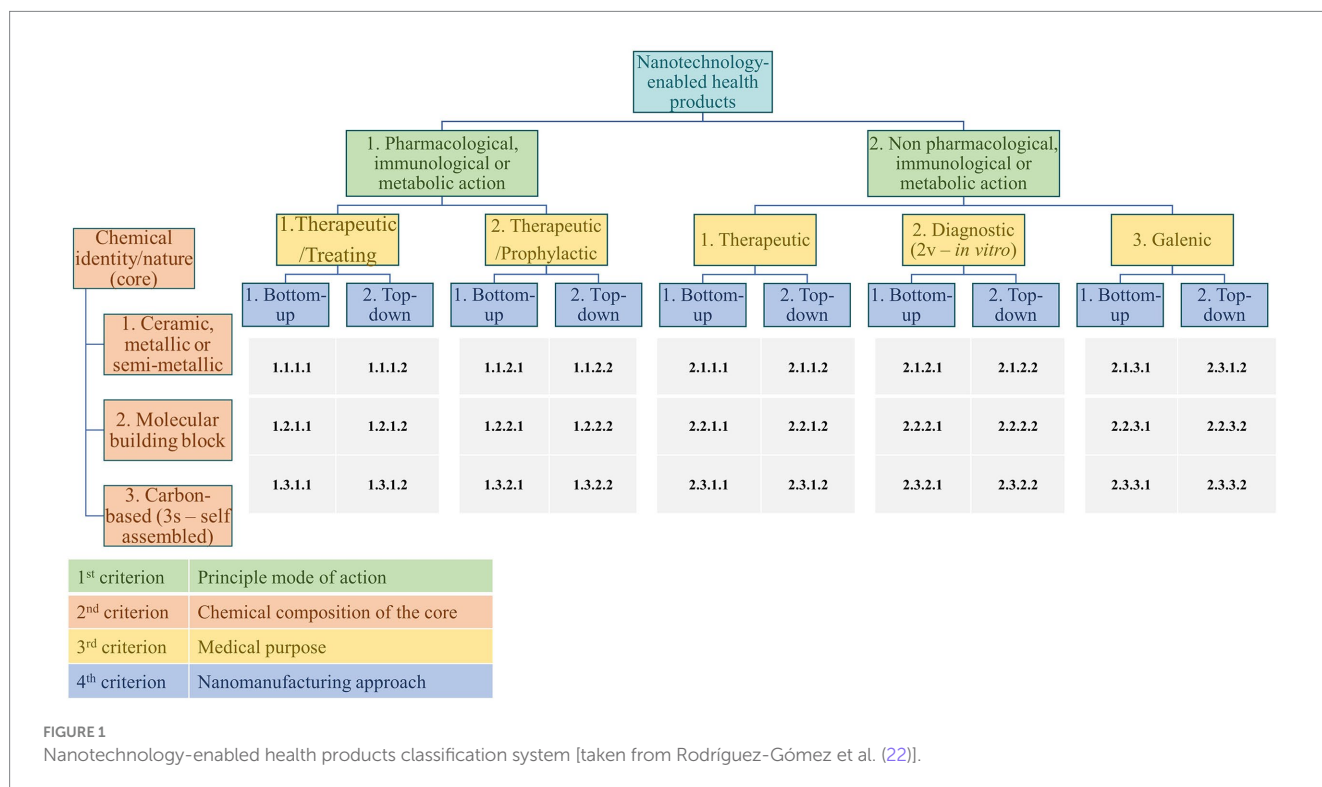 Nanotechnology-
enabled health
products
1. Pharmacological,
immunological or
metabolic action
2. Non pharmacological,
immunological or
metabolic action
1.Therapeutic
/Treating
2. Therapeutic
/Prophylactic
1. Therapeutic
2. Diagnostic
(2v – in vitro)
3. Galenic
Chemical
identity/nature
(core)
1. Bottom-
up
2. Top-
down
1. Bottom-
up
2. Top-
down
1. Bottom-
up
2. Top-
down
1. Bottom-
up
2. Top-
down
1. Bottom-
up
2. Top-
down
1. Ceramic,
metallic or
semi-metallic
1.1.1.1 1.1.1.2 1.1.2.1 1.1.2.2 2.1.1.1 2.1.1.2 2.1.2.1 2.1.2.2 2.1.3.1 2.3.1.2
2. Molecular
building block
1.2.1.1 1.2.1.2 1.2.2.1 1.2.2.2 2.2.1.1 2.2.1.2 2.2.2.1 2.2.2.2 2.2.3.1 2.2.3.2
3. Carbon-
based (3s – self
assembled)
1.3.1.1 1.3.1.2 1.3.2.1 1.3.2.2 2.3.1.1 2.3.1.2 2.3.2.1 2.3.2.2 2.3.3.1 2.3.3.2
1st criterion Principle mode of action
2nd criterion Chemical composition of the core
3rd criterion Medical purpose
4th criterion Nanomanufacturing approach
FIGURE 1
Nanotechnology-enabled health products classification system [taken from Rodríguez-Gómez et al. (22)].